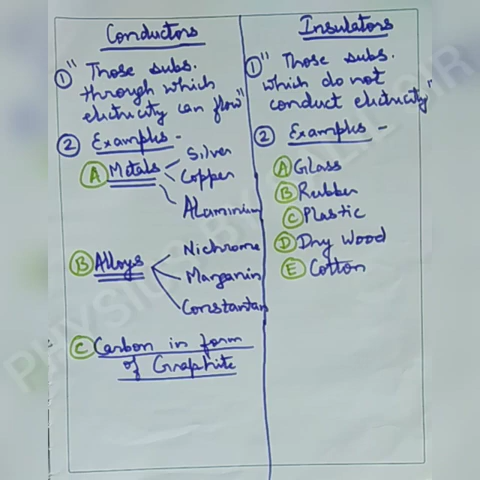 Conductors
① "Those subs.
through which
electricity can flow"
② Examples -
Ⓐ Metals
Silver
Copper
Aluminium
Ⓑ Alloys
Nichrome
Manganin
Constantan
Ⓒ Carbon in form
of Graphite
Insulators
① "Those subs.
which do not
conduct electricity"
② Examples -
Ⓐ Glass
Ⓑ Rubber
Ⓒ Plastic
Ⓓ Dry Wood
Ⓔ Cotton